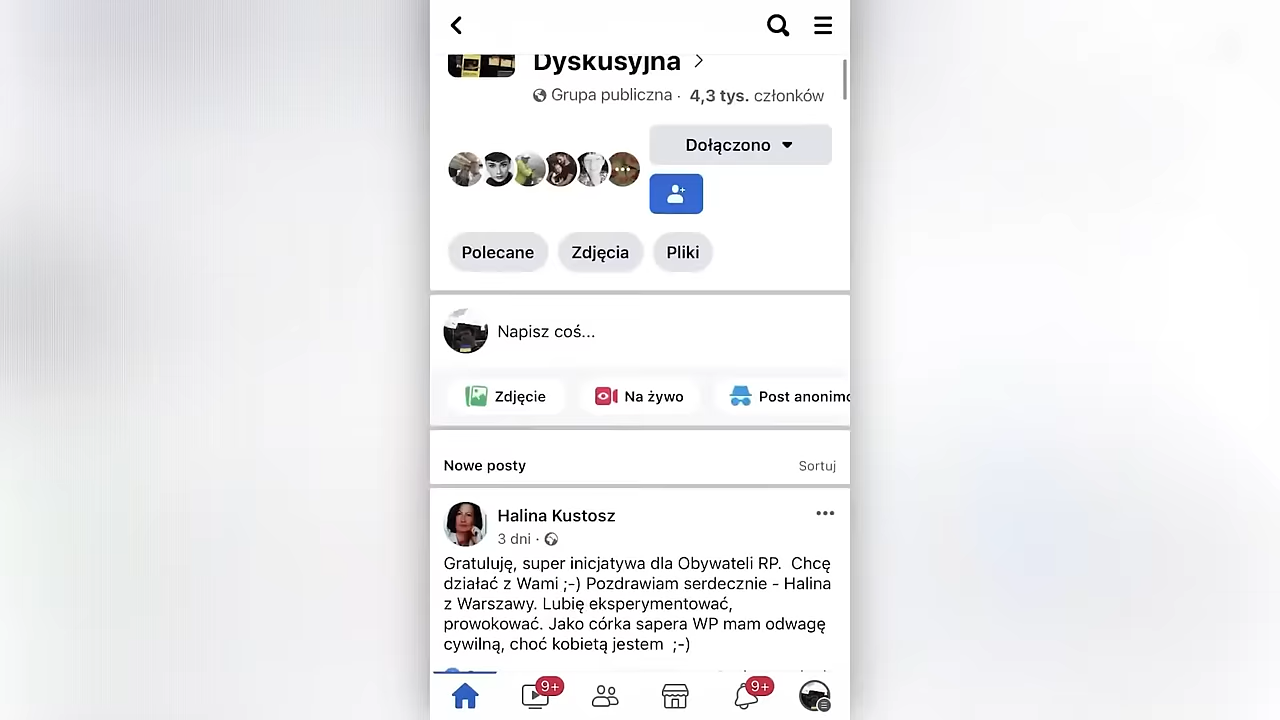 Dyskusyjna
Grupa publiczna · 4,3 tys. członków
Dołączono
Polecane
Zdjęcia
Pliki
Napisz coś...
Zdjęcie
Na żywo
Post anonimo
Nowe posty
Sortuj
Halina Kustosz
3 dni ·
Gratuluję, super inicjatywa dla Obywateli RP. Chcę
działać z Wami ;-) Pozdrawiam serdecznie - Halina
z Warszawy. Lubię eksperymentować,
prowokować. Jako córka sapera WP mam odwagę
cywilną, choć kobietą jestem ;-)
9+
9+